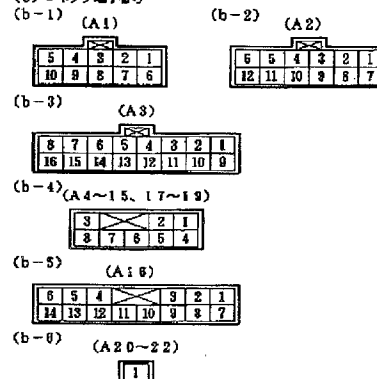 (b-1) (A1)
5 4 3 2 1
10 9 8 7 6
(b-2) (A2)
6 5 4 3 2 1
12 11 10 9 8 7
(b-3) (A3)
8 7 6 5 4 3 2 1
16 15 14 13 12 11 10 9
(b-4) (A4~15、17~19)
3 2 1
8 7 6 5 4
(b-5) (A16)
6 5 4 3 2 1
14 13 12 11 10 9 8 7
(b-6) (A20~22)
1